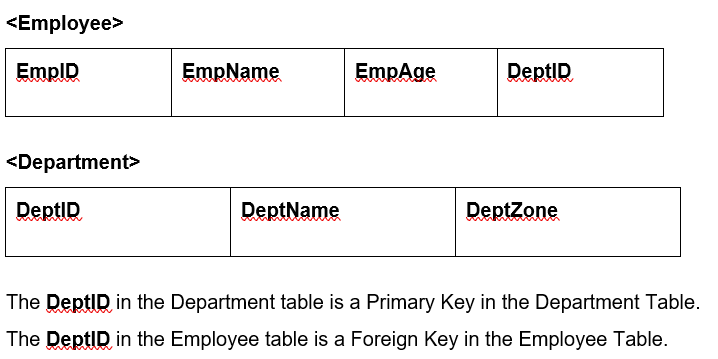 <Employee>
EmpID EmpName EmpAge DeptID
<Department>
DeptID DeptName DeptZone
The DeptID in the Department table is a Primary Key in the Department Table.
The DeptID in the Employee table is a Foreign Key in the Employee Table.